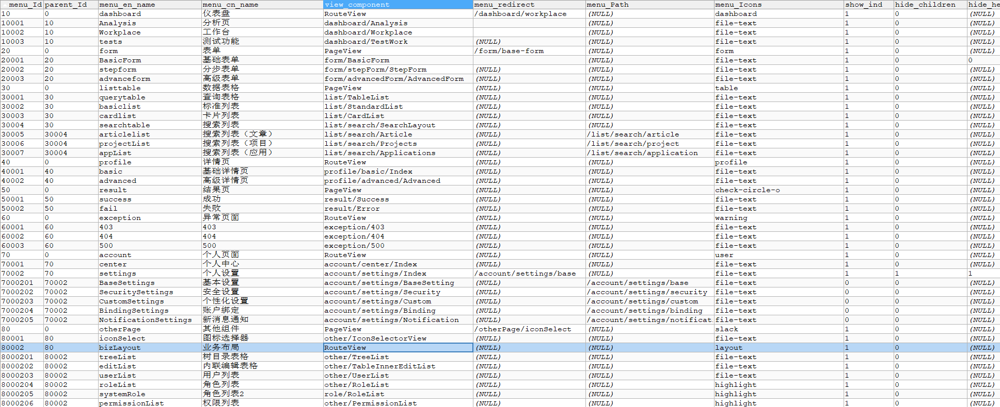 menu_Id parent_Id menu_en_name menu_cn_name view_component menu_redirect menu_Path menu_Icons show_ind hide_children hide_he
10 0 dashboard 仪表盘 RouteView /dashboard/workplace (NULL) dashboard 1 0 (NULL)
10001 10 Analysis 分析页 dashboard/Analysis (NULL) file-text 1 0 (NULL)
10002 10 Workplace 工作台 dashboard/Workplace (NULL) file-text 1 0 (NULL)
10003 10 tests 测试功能 dashboard/TestWork (NULL) (NULL) file-text 1 0 (NULL)
20 0 form 表单 PageView /form/base-form (NULL) form 1 0 (NULL)
20001 20 BasicForm 基础表单 form/BasicForm (NULL) file-text 1 0 0
20002 20 stepform 分步表单 form/stepForm/StepForm (NULL) (NULL) file-text 1 0 (NULL)
20003 20 advanceform 高级表单 form/advancedForm/AdvancedForm (NULL) (NULL) file-text 1 0 (NULL)
30 0 listtable 数据表格 PageView (NULL) (NULL) table 1 0 (NULL)
30001 30 querytable 查询表格 list/TableList (NULL) (NULL) file-text 1 0 (NULL)
30002 30 basiclist 标准列表 list/StandardList (NULL) (NULL) file-text 1 0 (NULL)
30003 30 cardlist 卡片列表 list/CardList (NULL) (NULL) file-text 1 0 (NULL)
30004 30 searchtable 搜索列表 list/search/SearchLayout (NULL) (NULL) file-text 1 0 (NULL)
30005 30004 articlelist 搜索列表（文章） list/search/Article (NULL) /list/search/article file-text 1 0 (NULL)
30006 30004 projectList 搜索列表（项目） list/search/Projects (NULL) /list/search/project file-text 1 0 (NULL)
30007 30004 appList 搜索列表（应用） list/search/Applications (NULL) /list/search/application file-text 1 0 (NULL)
40 0 profile 详情页 RouteView (NULL) (NULL) profile 1 0 (NULL)
40001 40 basic 基础详情页 profile/basic/Index (NULL) (NULL) file-text 1 0 (NULL)
40002 40 advanced 高级详情页 profile/advanced/Advanced (NULL) (NULL) file-text 1 0 (NULL)
50 0 result 结果页 PageView (NULL) (NULL) check-circle-o 1 0 (NULL)
50001 50 success 成功 result/Success (NULL) (NULL) file-text 1 0 (NULL)
50002 50 fail 失败 result/Error (NULL) (NULL) file-text 1 0 (NULL)
60 0 exception 异常页面 RouteView (NULL) (NULL) warning 1 0 (NULL)
60001 60 403 403 exception/403 (NULL) (NULL) file-text 1 0 (NULL)
60002 60 404 404 exception/404 (NULL) (NULL) file-text 1 0 (NULL)
60003 60 500 500 exception/500 (NULL) (NULL) file-text 1 0 (NULL)
70 0 account 个人页面 RouteView (NULL) (NULL) user 1 0 (NULL)
70001 70 center 个人中心 account/center/Index (NULL) (NULL) file-text 1 0 (NULL)
70002 70 settings 个人设置 account/settings/Index /account/settings/base (NULL) file-text 1 1 1
7000201 70002 BaseSettings 基本设置 account/settings/BaseSetting (NULL) /account/settings/base file-text 0 0 (NULL)
7000202 70002 SecuritySettings 安全设置 account/settings/Security (NULL) /account/settings/security file-text 0 0 (NULL)
7000203 70002 CustomSettings 个性化设置 account/settings/Custom (NULL) /account/settings/custom file-text 0 0 (NULL)
7000204 70002 BindingSettings 账户绑定 account/settings/Binding (NULL) /account/settings/binding file-text 0 0 (NULL)
7000205 70002 NotificationSettings 新消息通知 account/settings/Notification (NULL) /account/settings/notificat. file-text 0 0 (NULL)
80 0 otherPage 其他组件 PageView /otherPage/iconSelect (NULL) slack 1 0 (NULL)
80001 80 iconSelect 图标选择器 other/IconSelectorView (NULL) (NULL) file-text 1 0 (NULL)
80002 80 bizLayout 业务布局 RouteView (NULL) (NULL) layout 1 0 (NULL)
8000201 80002 treeList 树目录表格 other/TreeList (NULL) (NULL) file-text 1 0 (NULL)
8000202 80002 editList 内联编辑表格 other/TableInnerEditList (NULL) (NULL) file-text 1 0 (NULL)
8000203 80002 userList 用户列表 other/UserList (NULL) (NULL) file-text 1 0 (NULL)
8000204 80002 roleList 角色列表 other/RoleList (NULL) (NULL) highlight 1 0 (NULL)
8000205 80002 systemRole 角色列表2 role/RoleList (NULL) (NULL) highlight 1 0 (NULL)
8000206 80002 permissionList 权限列表 other/PermissionList (NULL) (NULL) highlight 1 0 (NULL)